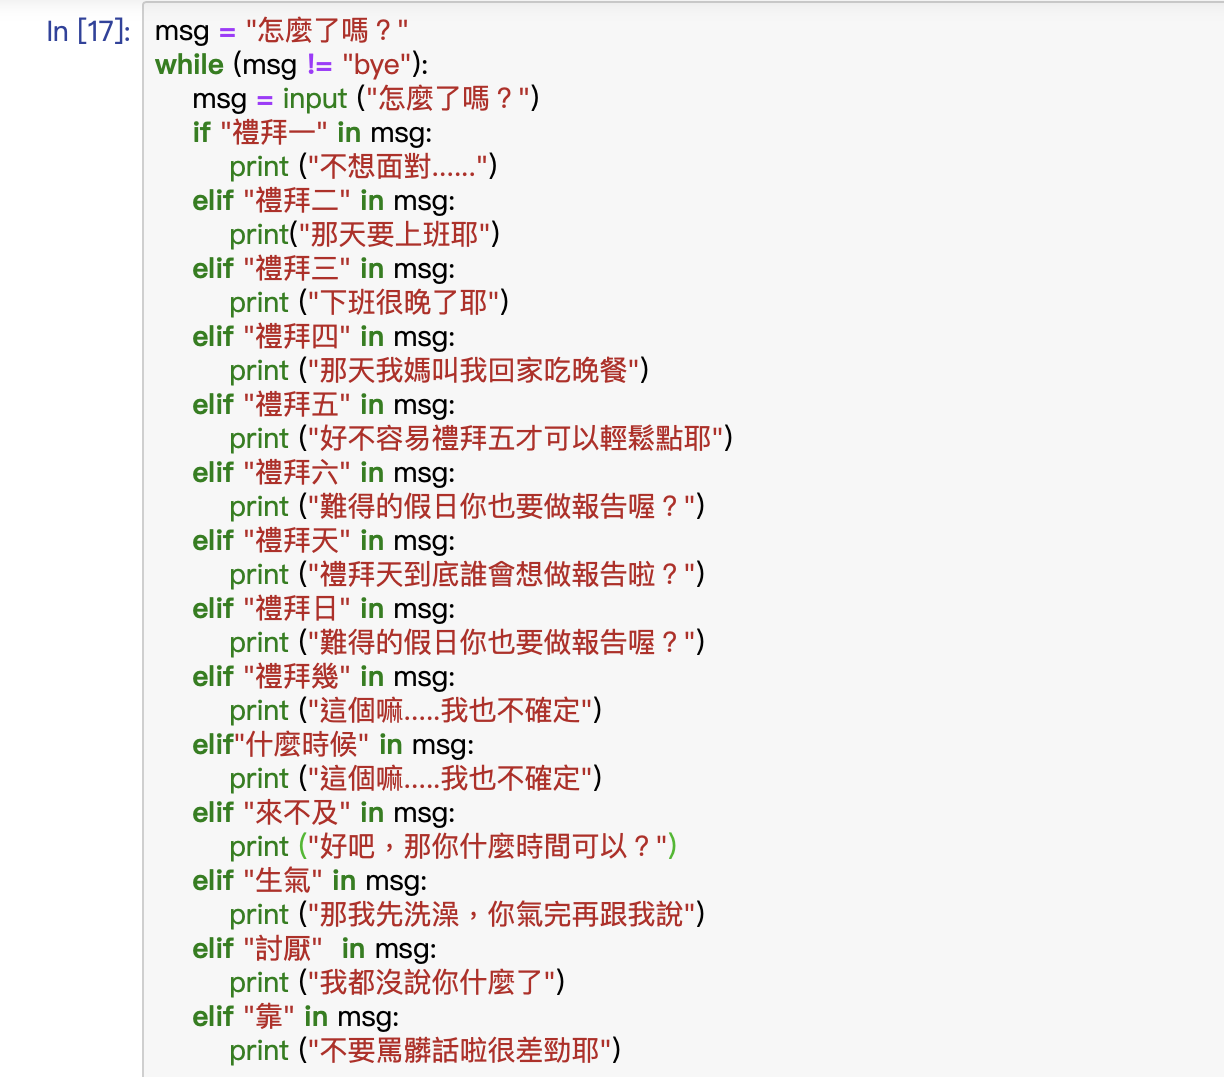 In [17]:
msg = "怎麼了嗎？"
while (msg != "bye"):
    msg = input ("怎麼了嗎？")
    if "禮拜一" in msg:
        print ("不想面對......")
    elif "禮拜二" in msg:
        print("那天要上班耶")
    elif "禮拜三" in msg:
        print ("下班很晚了耶")
    elif "禮拜四" in msg:
        print ("那天我媽叫我回家吃晚餐")
    elif "禮拜五" in msg:
        print ("好不容易禮拜五才可以輕鬆點耶")
    elif "禮拜六" in msg:
        print ("難得的假日你也要做報告喔？")
    elif "禮拜天" in msg:
        print ("禮拜天到底誰會想做報告啦？")
    elif "禮拜日" in msg:
        print ("難得的假日你也要做報告喔？")
    elif "禮拜幾" in msg:
        print ("這個嘛.....我也不確定")
    elif"什麼時候" in msg:
        print ("這個嘛.....我也不確定")
    elif "來不及" in msg:
        print ("好吧，那你什麼時間可以？")
    elif "生氣" in msg:
        print ("那我先洗澡，你氣完再跟我說")
    elif "討厭"  in msg:
        print ("我都沒說你什麼了")
    elif "靠" in msg:
        print ("不要罵髒話啦很差勁耶")